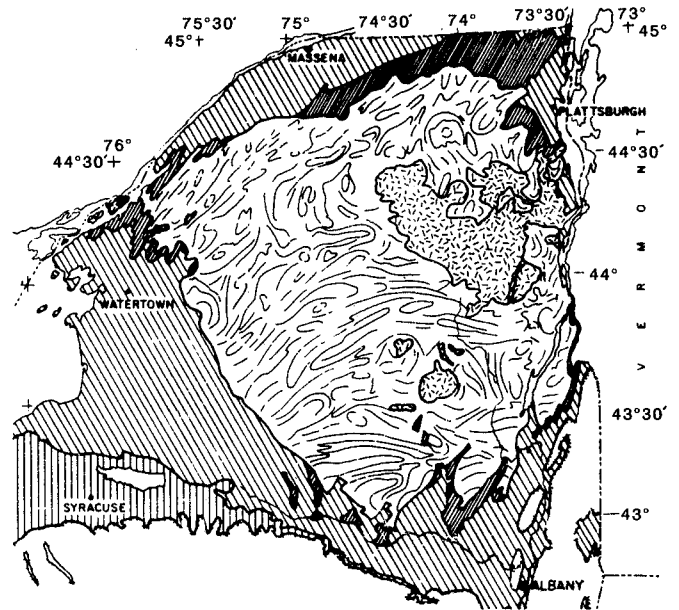 75°30′ 75° 74°30′ 74° 73°30′ 73°
45° 45°
MASSENA
PLATTSBURGH
76°
44°30′ 44°30′
VERMONT
44°
WATERTOWN
43°30′
SYRACUSE
43°
ALBANY